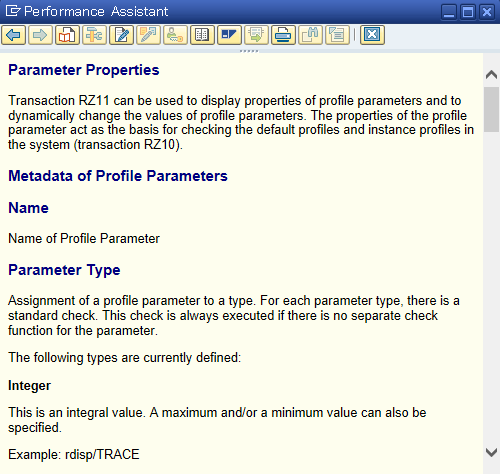 Performance Assistant
Parameter Properties
Transaction RZ11 can be used to display properties of profile parameters and to
dynamically change the values of profile parameters. The properties of the profile
parameter act as the basis for checking the default profiles and instance profiles in
the system (transaction RZ10).
Metadata of Profile Parameters
Name
Name of Profile Parameter
Parameter Type
Assignment of a profile parameter to a type. For each parameter type, there is a
standard check. This check is always executed if there is no separate check
function for the parameter.
The following types are currently defined:
Integer
This is an integral value. A maximum and/or a minimum value can also be
specified.
Example: rdisp/TRACE